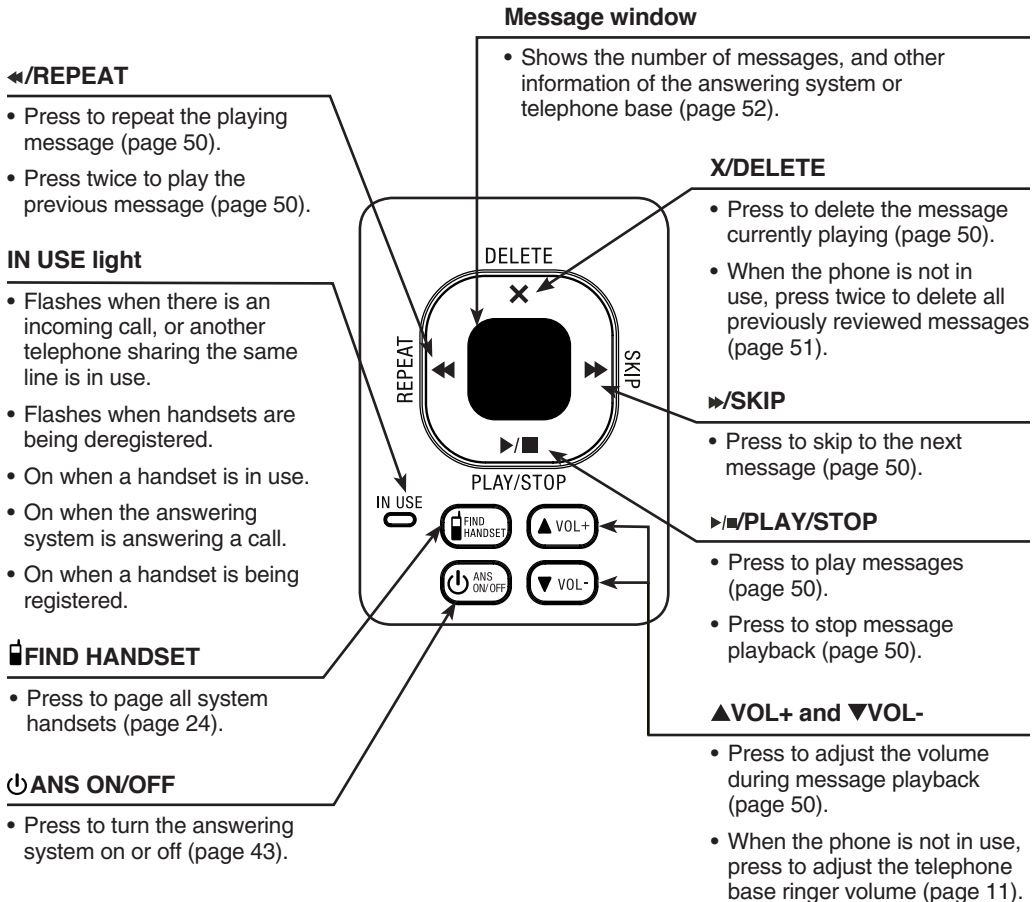 Message window
• Shows the number of messages, and other
information of the answering system or
telephone base (page 52).
⏪/REPEAT
• Press to repeat the playing
message (page 50).
• Press twice to play the
previous message (page 50).
IN USE light
• Flashes when there is an
incoming call, or another
telephone sharing the same
line is in use.
• Flashes when handsets are
being deregistered.
• On when a handset is in use.
• On when the answering
system is answering a call.
• On when a handset is being
registered.
FIND HANDSET
• Press to page all system
handsets (page 24).
⏻ANS ON/OFF
• Press to turn the answering
system on or off (page 43).
DELETE
REPEAT
SKIP
PLAY/STOP
IN USE
FIND
HANDSET
▲ VOL+
ANS
ON/OFF
▼ VOL-
X/DELETE
• Press to delete the message
currently playing (page 50).
• When the phone is not in
use, press twice to delete all
previously reviewed messages
(page 51).
⏩/SKIP
• Press to skip to the next
message (page 50).
▶/■/PLAY/STOP
• Press to play messages
(page 50).
• Press to stop message
playback (page 50).
▲VOL+ and ▼VOL-
• Press to adjust the volume
during message playback
(page 50).
• When the phone is not in use,
press to adjust the telephone
base ringer volume (page 11).